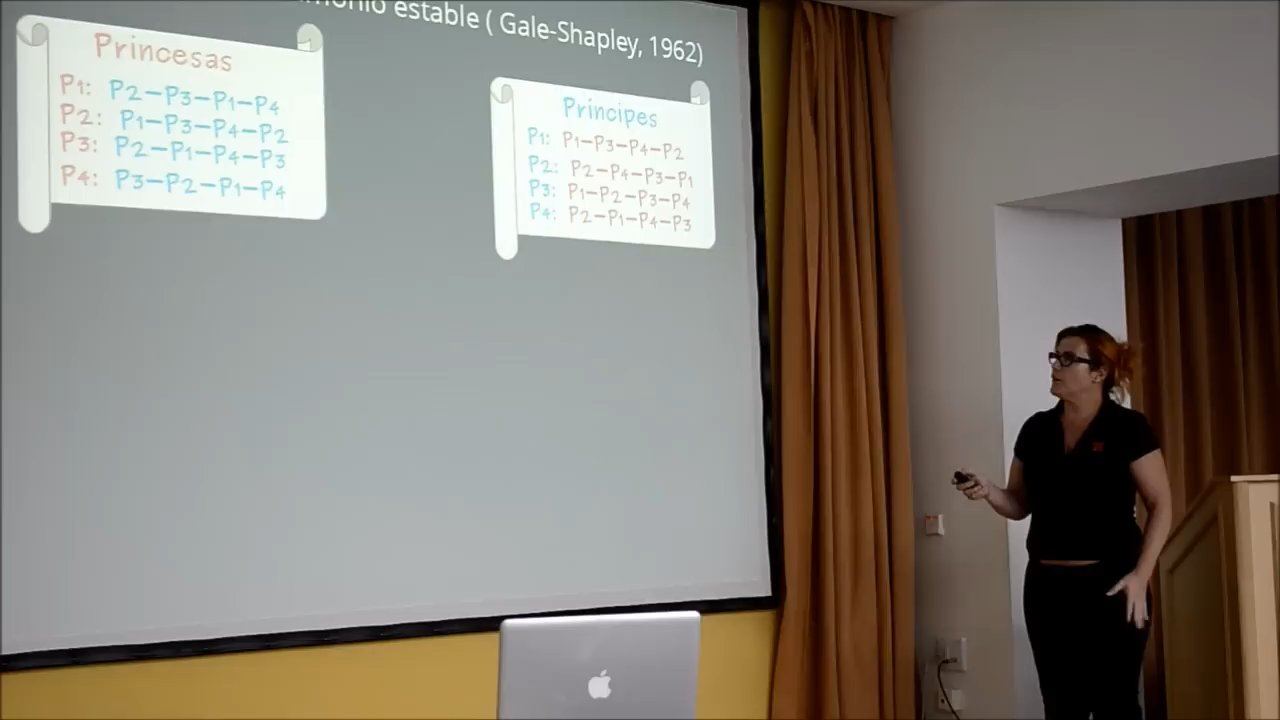 estable ( Gale-Shapley, 1962)
Princesas
P1: P2-P3-P1-P4
P2: P1-P3-P4-P2
P3: P2-P1-P4-P3
P4: P3-P2-P1-P4
Principes
P1: P1-P3-P4-P2
P2: P2-P4-P3-P1
P3: P1-P2-P3-P4
P4: P2-P1-P4-P3